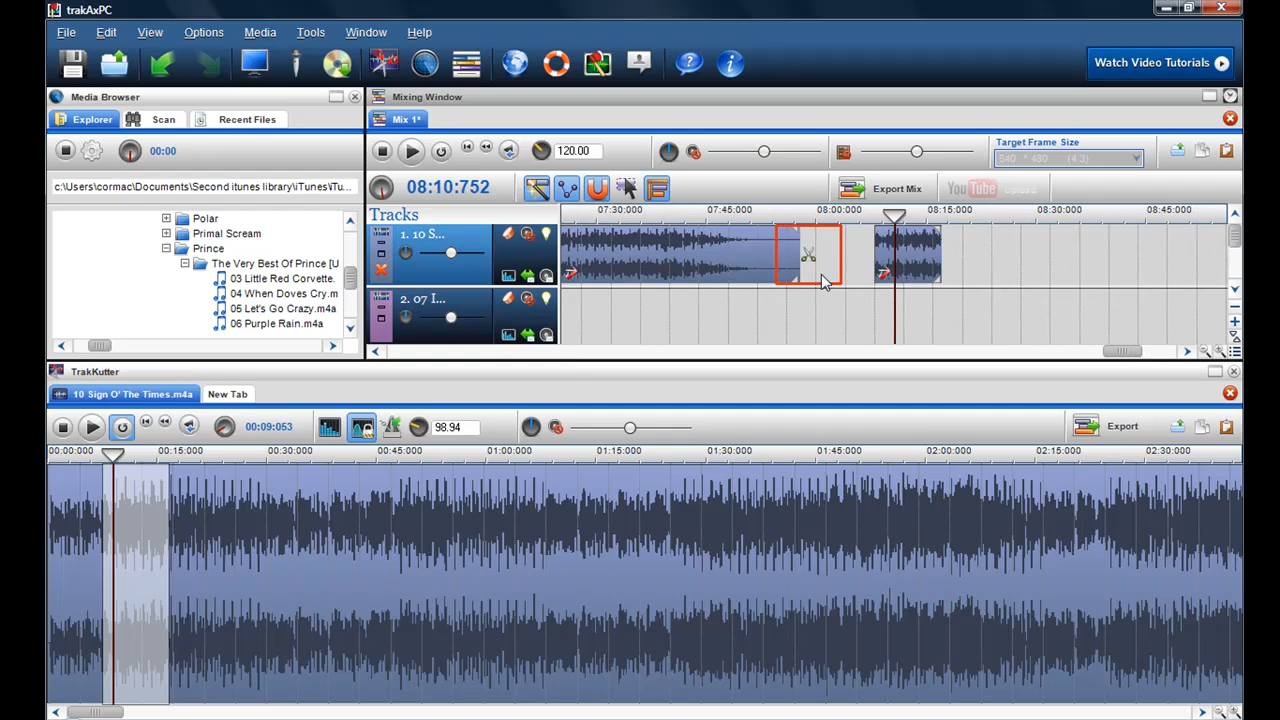 trakAxPC
File Edit View Options Media Tools Window Help
Watch Video Tutorials
Media Browser
Explorer Scan Recent Files
00:00
c:\Users\cormac\Documents\Second itunes library\iTunes\iTu...
Polar
Primal Scream
Prince
The Very Best Of Prince [U
03 Little Red Corvette.
04 When Doves Cry.m
05 Let's Go Crazy.m4a
06 Purple Rain.m4a
Mixing Window
Mix 1*
120.00
Target Frame Size
640 * 480 (4:3)
08:10:752
Export Mix
YouTube Upload
Tracks
07:30:000 07:45:000 08:00:000 08:15:000 08:30:000 08:45:000
1. 10 S...
2. 07 I...
TrakKutter
10 Sign O' The Times.m4a New Tab
00:09:053
98.94
Export
00:00:000 00:15:000 00:30:000 00:45:000 01:00:000 01:15:000 01:30:000 01:45:000 02:00:000 02:15:000 02:30:000